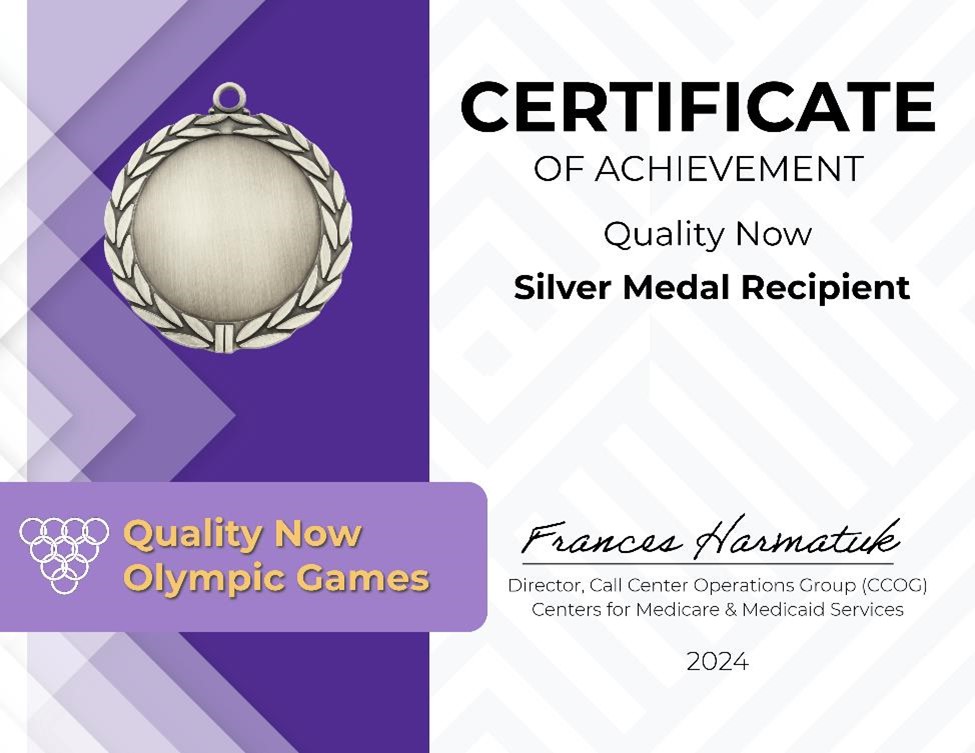 CERTIFICATE
OF ACHIEVEMENT
Quality Now
Silver Medal Recipient
Quality Now
Olympic Games
Frances Harmatuk
Director, Call Center Operations Group (CCOG)
Centers for Medicare & Medicaid Services
2024